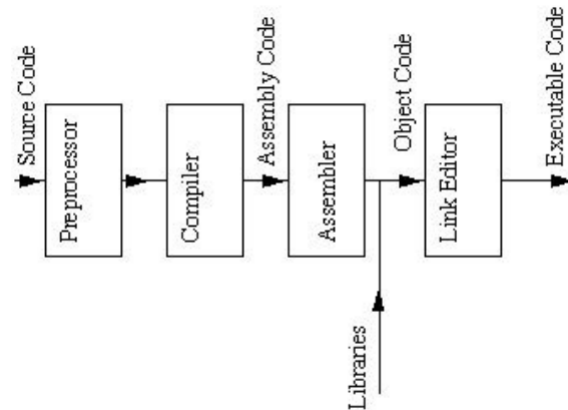 Source Code
Preprocessor
Compiler
Assembly Code
Assembler
Libraries
Object Code
Link Editor
Executable Code